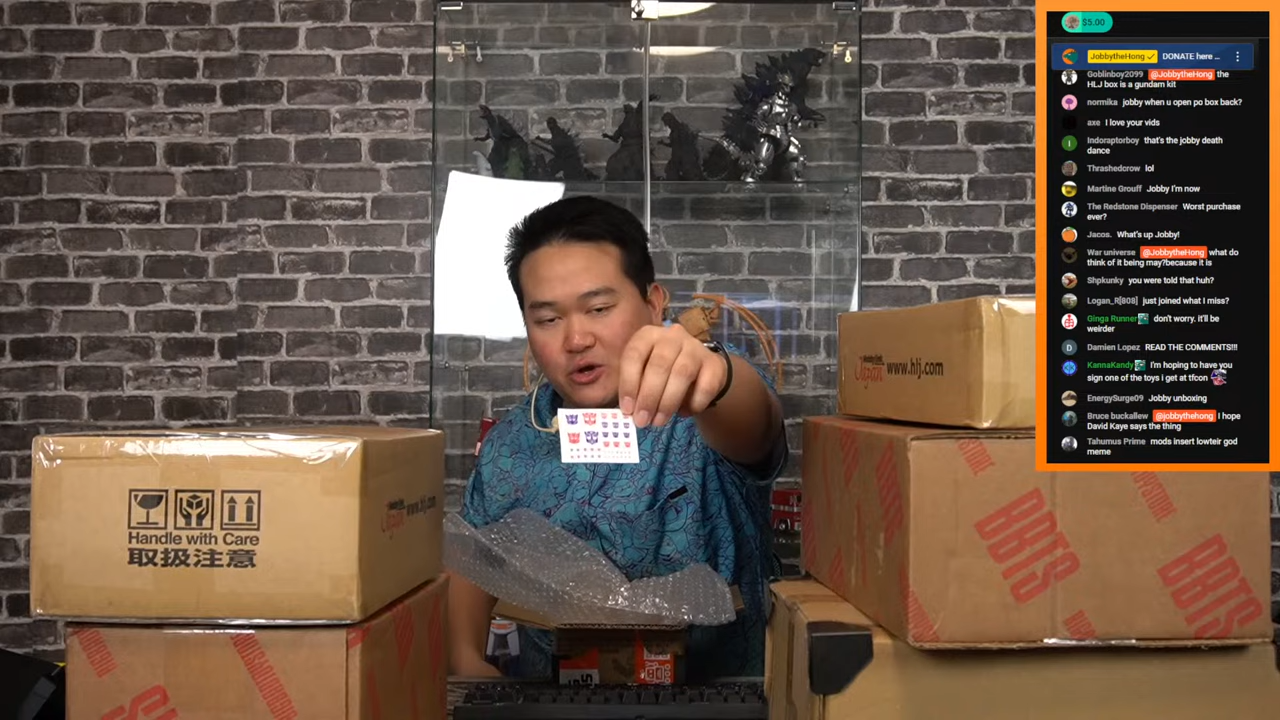 $5.00
JobbytheHong DONATE here ...
Goblinboy2099 @JobbytheHong the
HLJ box is a gundam kit
normika jobby when u open po box back?
axe I love your vids
Indoraptorboy that's the jobby death
dance
Thrashedcrow lol
Martine Grouff Jobby I'm now
The Redstone Dispenser Worst purchase
ever?
Jacos. What's up Jobby!
War universe @JobbytheHong what do
think of it being may?because it is
Shpkunky you were told that huh?
Logan_R[808] just joined what I miss?
Ginga Runner don't worry. it'll be
weirder
Damien Lopez READ THE COMMENTS!!!
KannaKandy I'm hoping to have you
sign one of the toys i get at tfcon
EnergySurge09 Jobby unboxing
Bruce buckallew @jobbythehong I hope
David Kaye says the thing
Tahumus Prime mods insert lowteir god
meme
Japan www.hlj.com
Handle with Care
取扱注意
Japan www.hlj.com
BBTS
BBTS